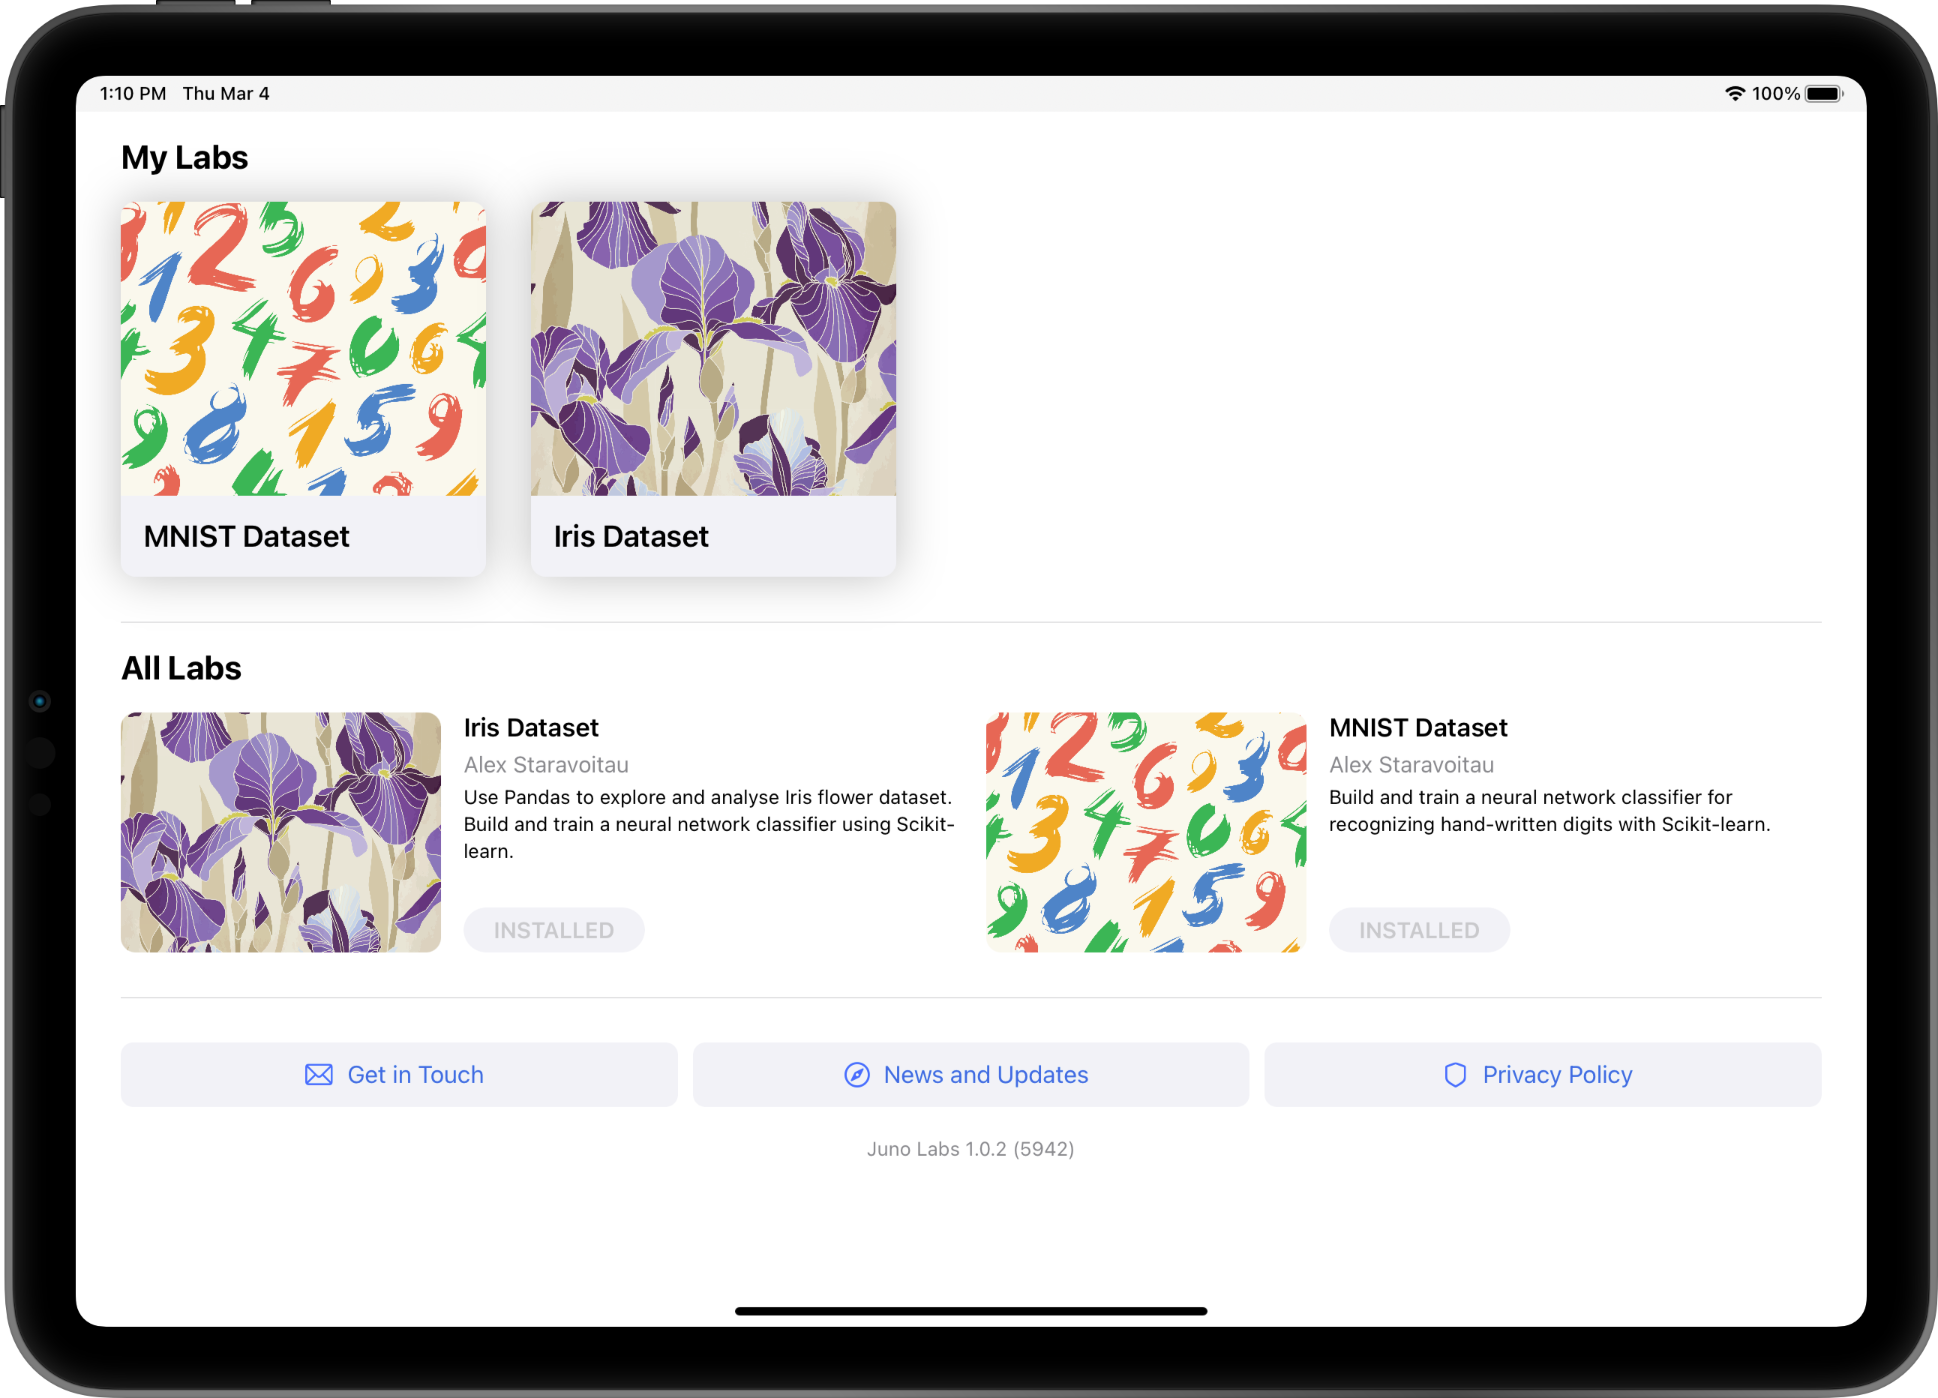 1:10 PM Thu Mar 4
100%
My Labs
MNIST Dataset
Iris Dataset
All Labs
Iris Dataset
Alex Staravoitau
Use Pandas to explore and analyse Iris flower dataset.
Build and train a neural network classifier using Scikit-
learn.
INSTALLED
MNIST Dataset
Alex Staravoitau
Build and train a neural network classifier for
recognizing hand-written digits with Scikit-learn.
INSTALLED
Get in Touch
News and Updates
Privacy Policy
Juno Labs 1.0.2 (5942)